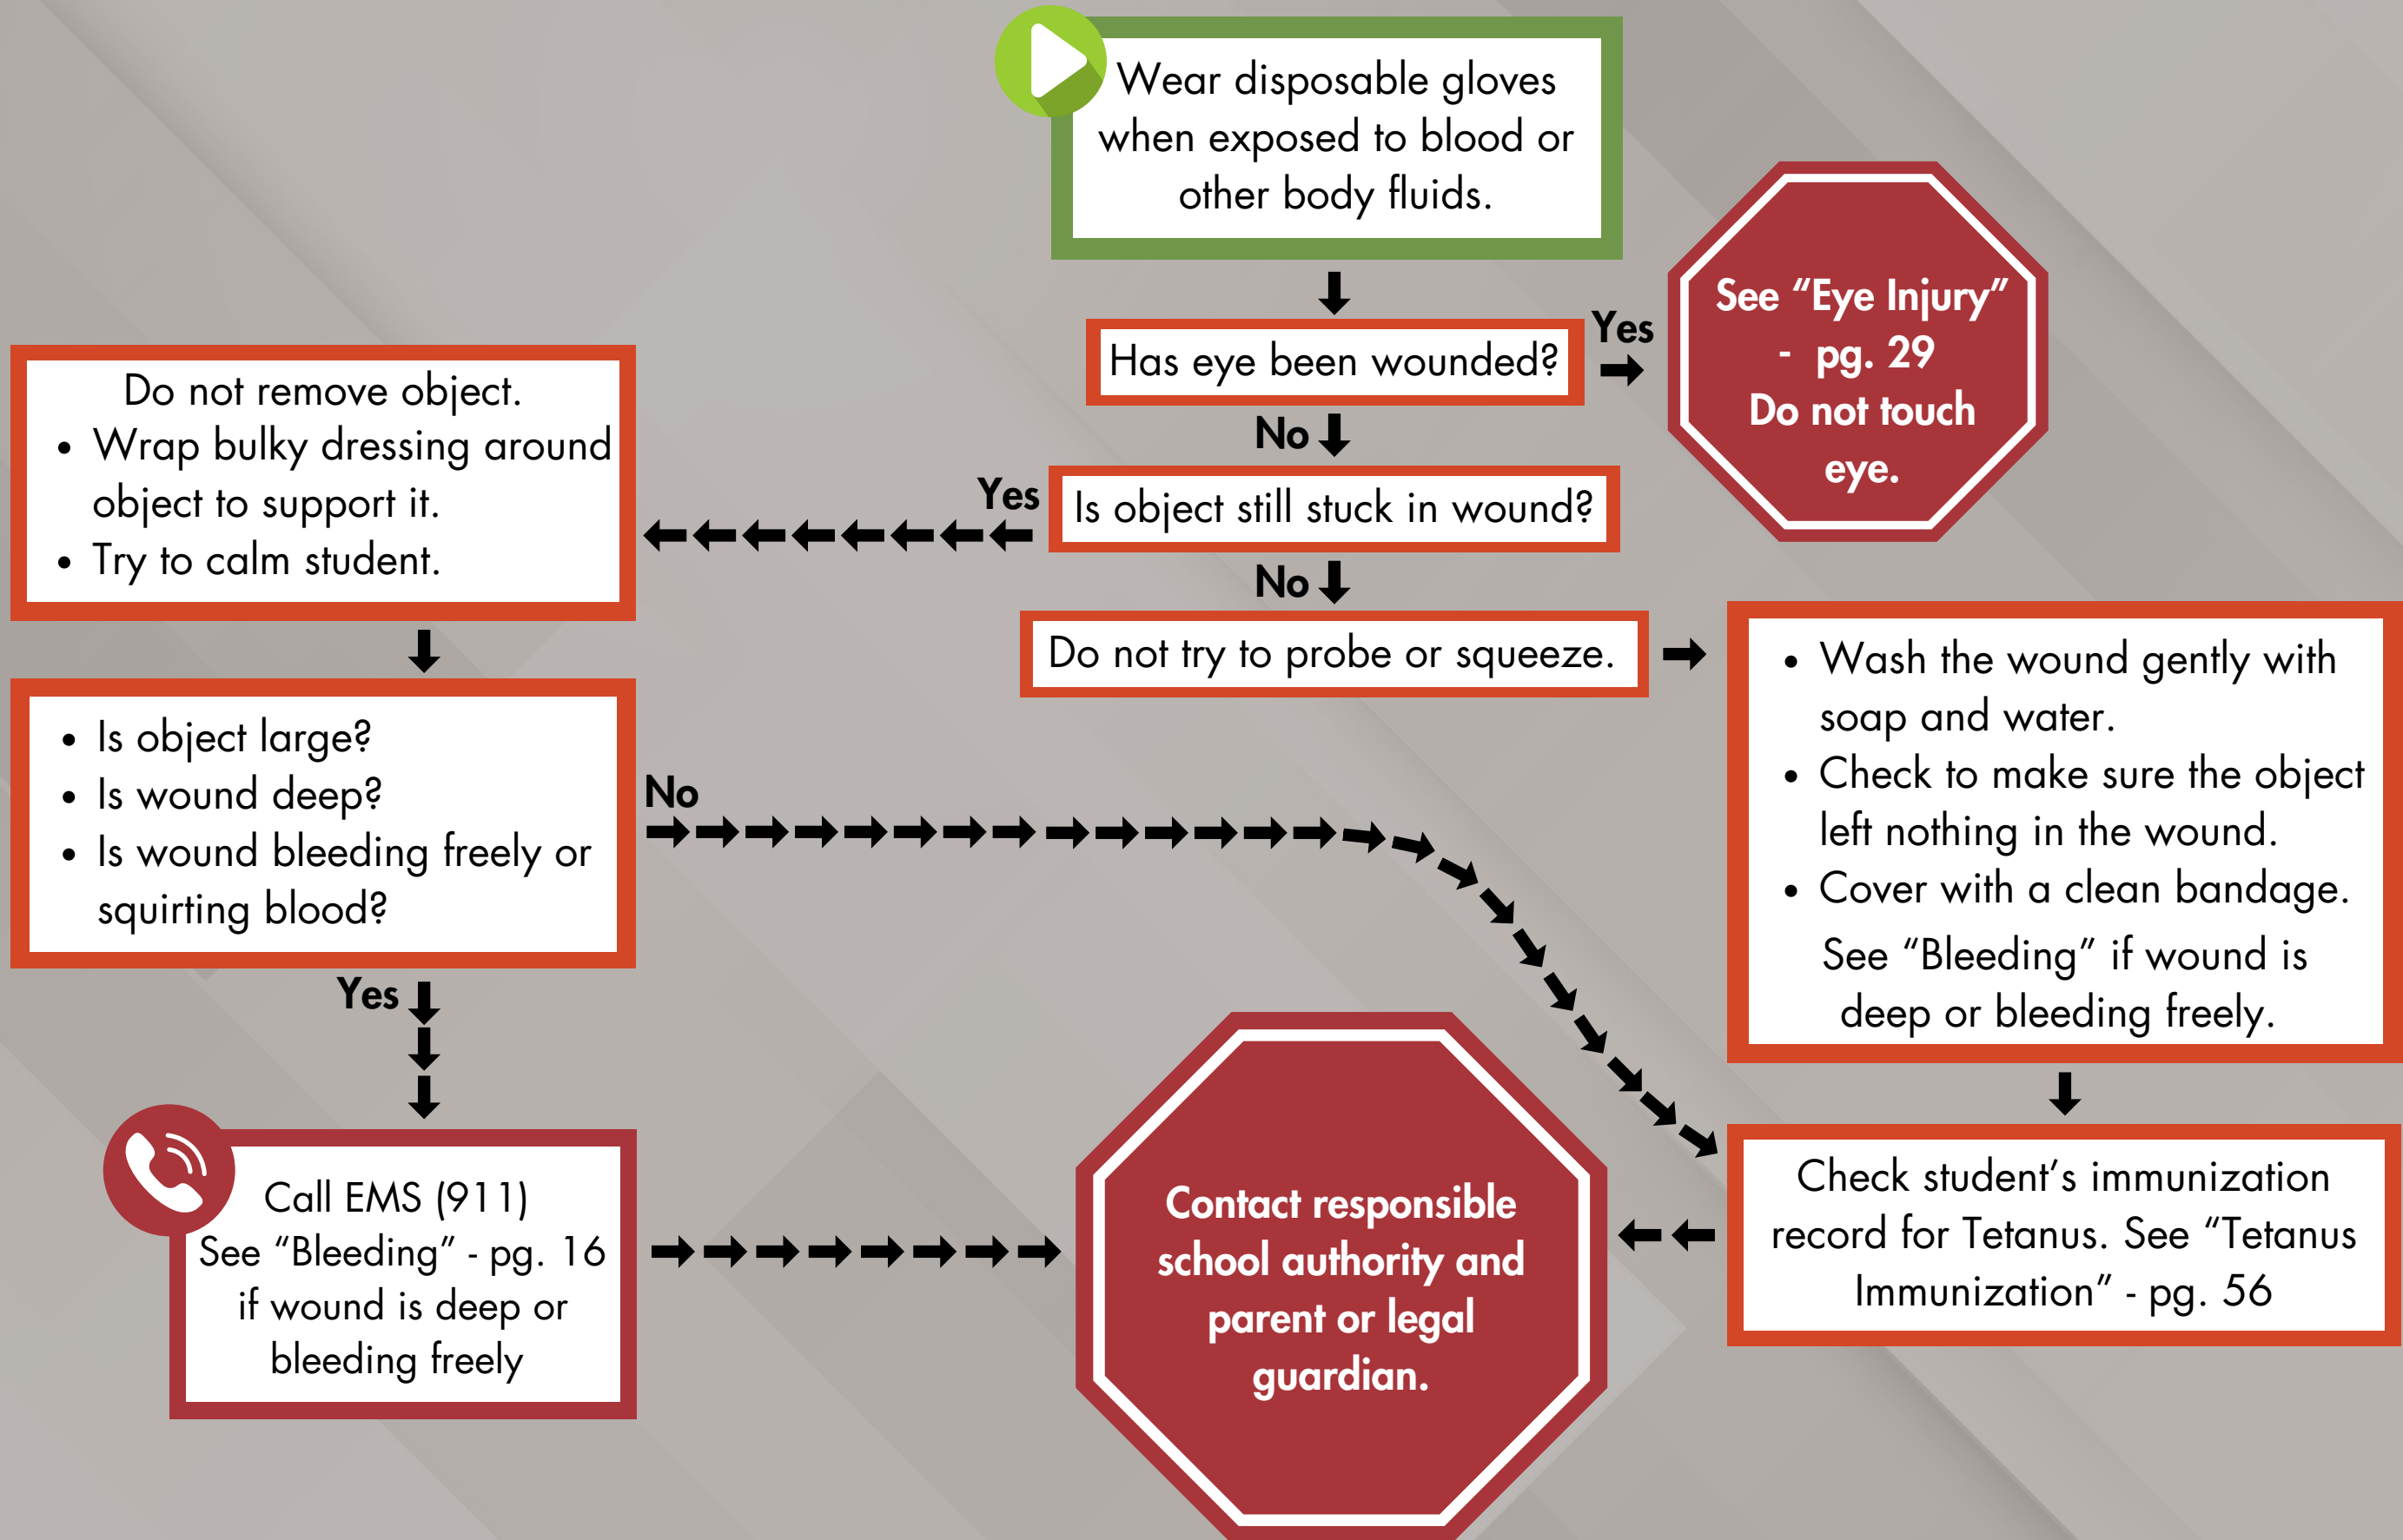 Wear disposable gloves
when exposed to blood or
other body fluids.
Has eye been wounded?
Yes
See “Eye Injury”
- pg. 29
Do not touch
eye.
No
Is object still stuck in wound?
Yes
Do not remove object.
• Wrap bulky dressing around
object to support it.
• Try to calm student.
No
Do not try to probe or squeeze.
• Wash the wound gently with
soap and water.
• Check to make sure the object
left nothing in the wound.
• Cover with a clean bandage.
See “Bleeding” if wound is
deep or bleeding freely.
• Is object large?
• Is wound deep?
• Is wound bleeding freely or
squirting blood?
No
Yes
Call EMS (911)
See “Bleeding” - pg. 16
if wound is deep or
bleeding freely
Contact responsible
school authority and
parent or legal
guardian.
Check student’s immunization
record for Tetanus. See “Tetanus
Immunization” - pg. 56